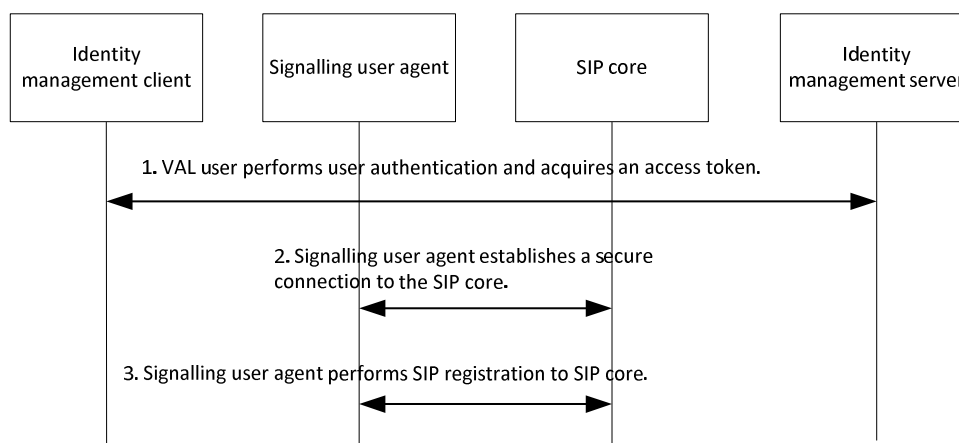 Identity
management client
Signalling user agent
SIP core
Identity
management server
1. VAL user performs user authentication and acquires an access token.
2. Signalling user agent establishes a secure
connection to the SIP core.
3. Signalling user agent performs SIP registration to SIP core.